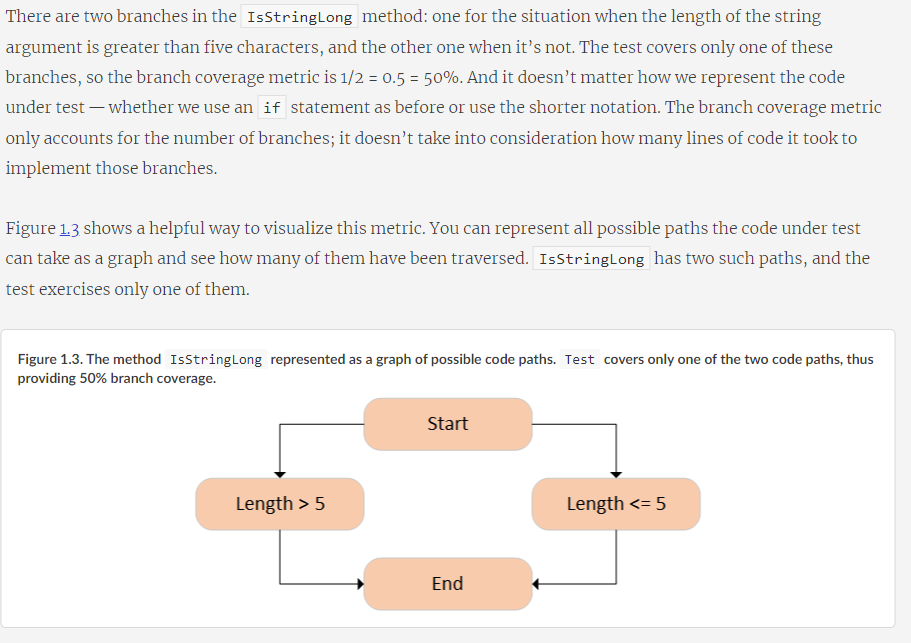 There are two branches in the IsStringLong method: one for the situation when the length of the string
argument is greater than five characters, and the other one when it’s not. The test covers only one of these
branches, so the branch coverage metric is 1/2 = 0.5 = 50%. And it doesn’t matter how we represent the code
under test — whether we use an if statement as before or use the shorter notation. The branch coverage metric
only accounts for the number of branches; it doesn’t take into consideration how many lines of code it took to
implement those branches.
Figure 1.3 shows a helpful way to visualize this metric. You can represent all possible paths the code under test
can take as a graph and see how many of them have been traversed. IsStringLong has two such paths, and the
test exercises only one of them.
Figure 1.3. The method IsStringLong represented as a graph of possible code paths. Test covers only one of the two code paths, thus
providing 50% branch coverage.
Start
Length > 5
Length <= 5
End